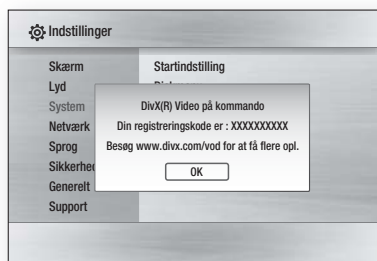 Indstillinger
Skærm
Startindstilling
Lyd
System
Netværk
Sprog
Generelt
Support
DivX(R) Video på kommando
Din registreringskode er : XXXXXXXXXX
Besøg www.divx.com/vod for at få flere opl.
OK